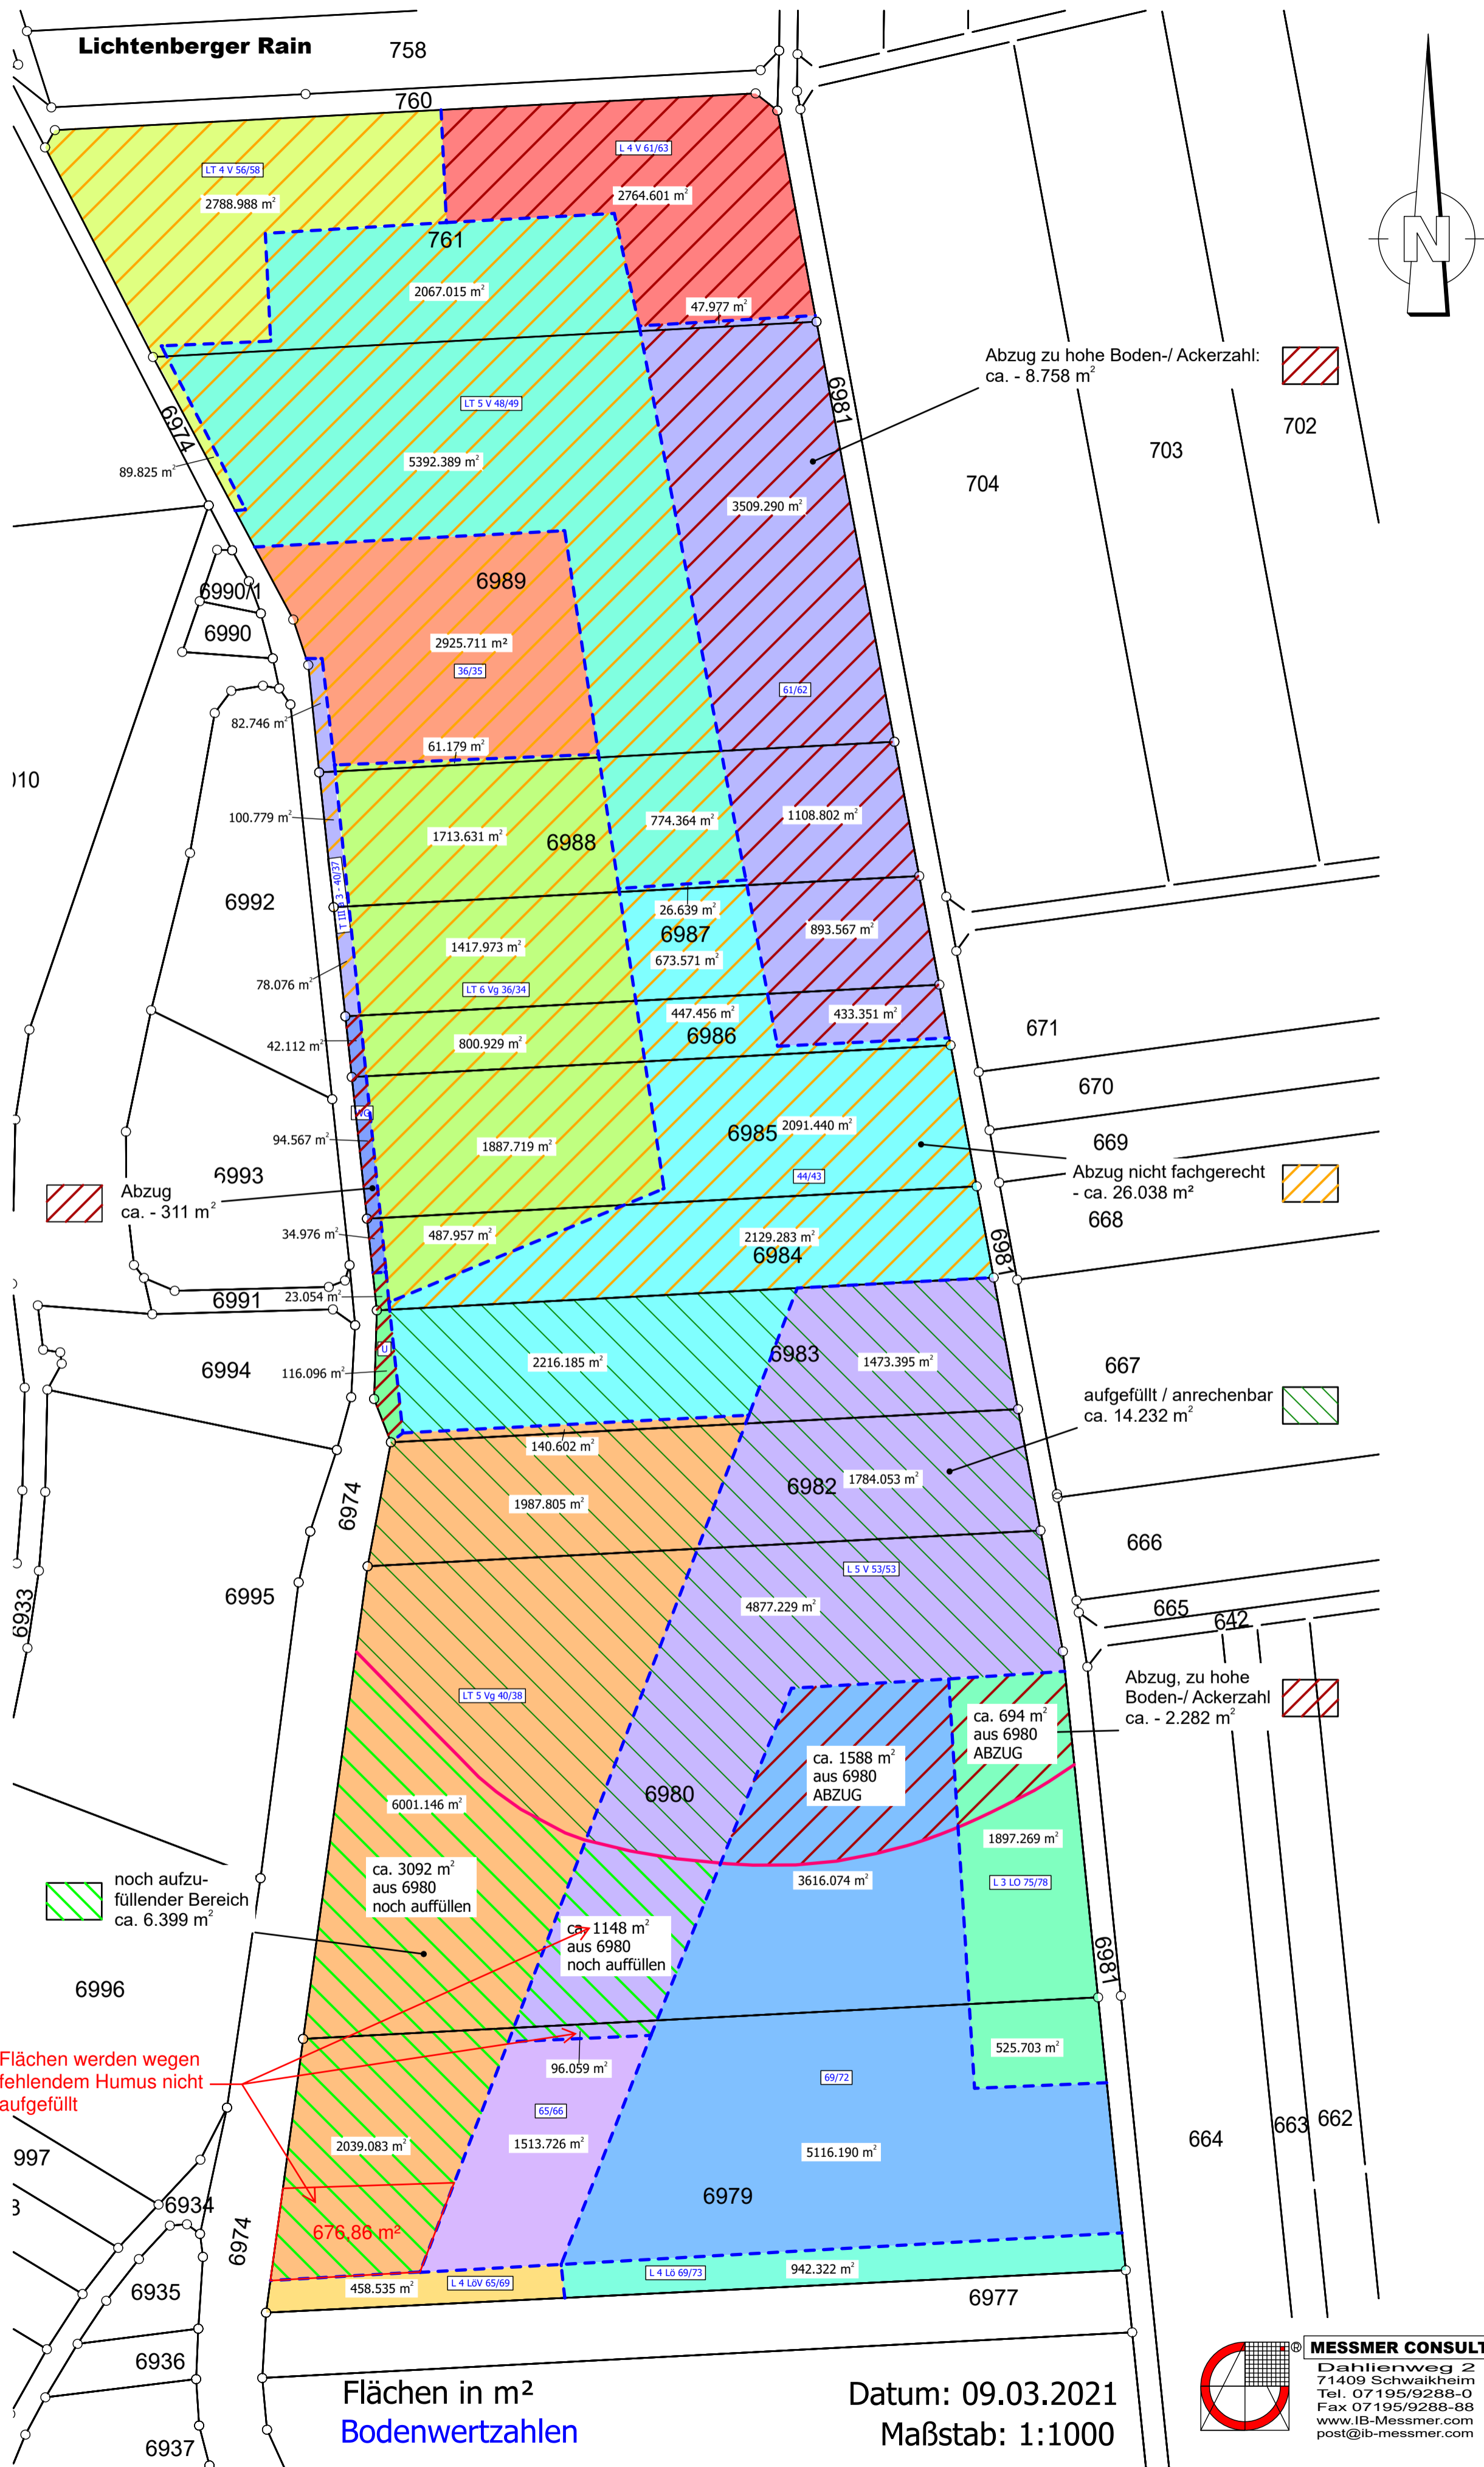 Lichtenberger Rain
758
760
LT 4 V 56/58
2788.988 m²
L 4 V 61/63
2764.601 m²
761
2067.015 m²
47.977 m²
Abzug zu hohe Boden-/ Ackerzahl:
ca. - 8.758 m²
6981
702
703
704
6974
LT 5 V 48/49
89.825 m²
5392.389 m²
3509.290 m²
6989
6990/1
6990
2925.711 m²
36/35
61/62
82.746 m²
61.179 m²
100.779 m²
1713.631 m²
6988
774.364 m²
1108.802 m²
6992
26.639 m²
6987
893.567 m²
1417.973 m²
673.571 m²
78.076 m²
LT 6 Vg 36/34
447.456 m²
433.351 m²
671
42.112 m²
800.929 m²
6986
670
94.567 m²
1887.719 m²
6985
2091.440 m²
669
6993
44/43
Abzug nicht fachgerecht
- ca. 26.038 m²
Abzug
ca. - 311 m²
668
34.976 m²
487.957 m²
2129.283 m²
6984
6981
6991
23.054 m²
U
6994
116.096 m²
2216.185 m²
6983
1473.395 m²
667
aufgefüllt / anrechenbar
ca. 14.232 m²
140.602 m²
6974
1987.805 m²
6982
1784.053 m²
666
6995
L 5 V 53/53
6933
4877.229 m²
665
642
LT 5 Vg 40/38
Abzug, zu hohe
Boden-/ Ackerzahl
ca. - 2.282 m²
ca. 694 m²
aus 6980
ABZUG
ca. 1588 m²
aus 6980
ABZUG
6980
6001.146 m²
1897.269 m²
ca. 3092 m²
aus 6980
noch auffüllen
3616.074 m²
L 3 LO 75/78
noch aufzu-
füllender Bereich
ca. 6.399 m²
ca. 1148 m²
aus 6980
noch auffüllen
6981
6996
Flächen werden wegen
fehlendem Humus nicht
aufgefüllt
96.059 m²
525.703 m²
69/72
65/66
2039.083 m²
1513.726 m²
5116.190 m²
664
663
662
6979
6934
676,86 m²
6974
458.535 m²
L 4 LöV 65/69
L 4 Lö 69/73
942.322 m²
6935
6977
6936
6937
Flächen in m²
Bodenwertzahlen
Datum: 09.03.2021
Maßstab: 1:1000
® MESSMER CONSULT
Dahlienweg 2
71409 Schwaikheim
Tel. 07195/9288-0
Fax 07195/9288-88
www.IB-Messmer.com
post@ib-messmer.com
N